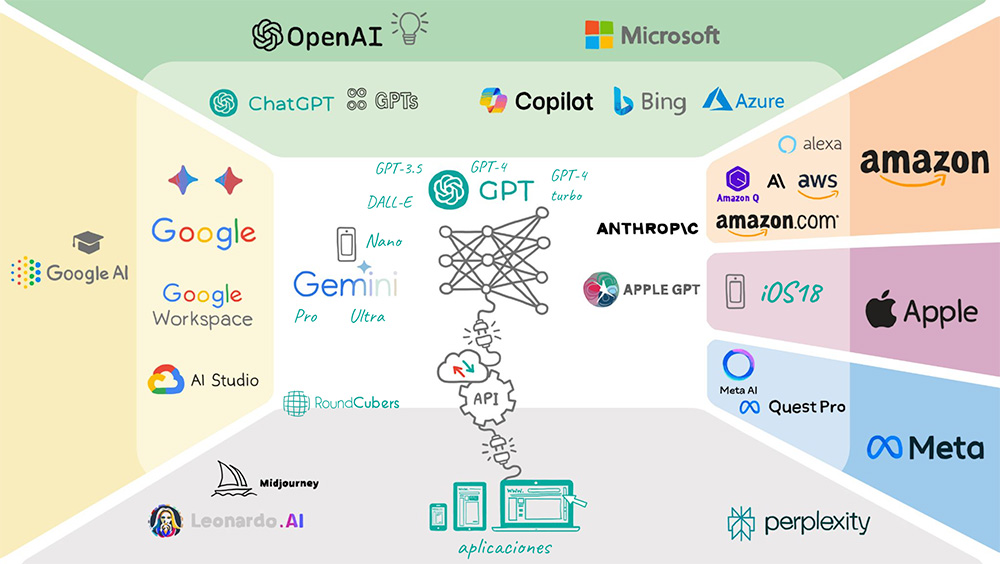 OpenAI
Microsoft
ChatGPT
GPTs
Copilot
Bing
Azure
alexa
amazon
Amazon Q
A\
aws
amazon.com®
GPT-3.5
GPT-4
GPT-4
turbo
DALL-E
GPT
Nano
Gemini
Pro
Ultra
ANTHROP\C
APPLE GPT
iOS18
Apple
Google AI
Google
Google
Workspace
AI Studio
Meta AI
Quest Pro
Meta
RoundCubers
API
Midjourney
Leonardo.AI
www.
aplicaciones
perplexity